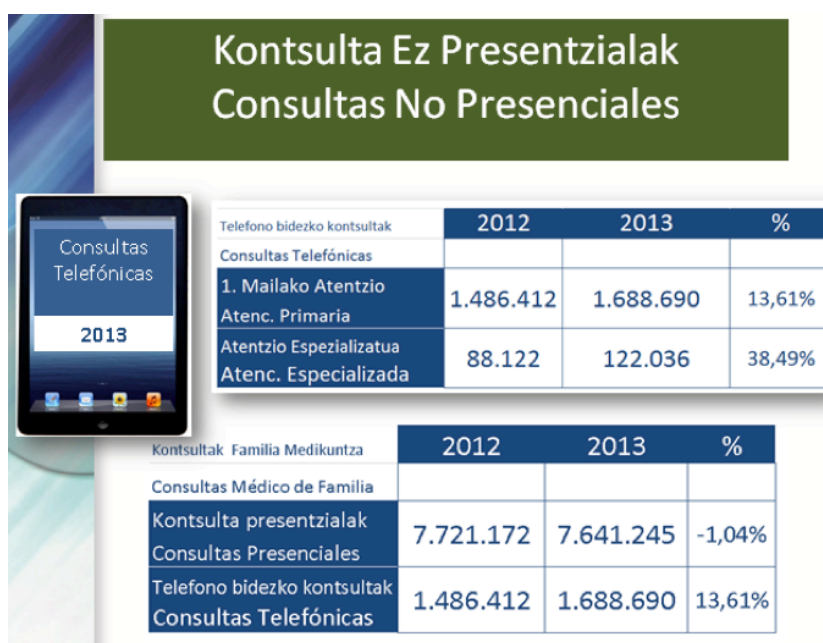 Kontsulta Ez Presentzialak
Consultas No Presenciales
Consultas
Telefónicas
2013
Telefono bidezko kontsultak 2012 2013 %
Consultas Telefónicas
1. Mailako Atentzio
Atenc. Primaria 1.486.412 1.688.690 13,61%
Atentzio Espezializatua
Atenc. Especializada 88.122 122.036 38,49%
Kontsultak Familia Medikuntza 2012 2013 %
Consultas Médico de Familia
Kontsulta presentzialak
Consultas Presenciales 7.721.172 7.641.245 -1,04%
Telefono bidezko kontsultak
Consultas Telefónicas 1.486.412 1.688.690 13,61%